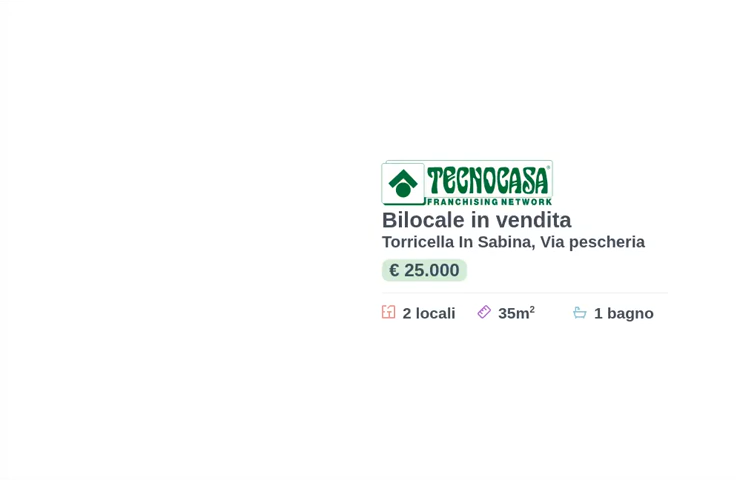 TECNOCASA®
FRANCHISING NETWORK
Bilocale in vendita
Torricella In Sabina, Via pescheria
€ 25.000
2 locali 35m² 1 bagno